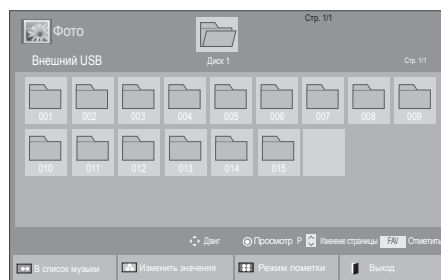 Стр. 1/1
Фото
Внешний USB
Диск 1
Стр. 1/1
001 002 003 004 005 006 007 008 009
010 011 012 013 014 015
Двиг Просмотр P Изменение страницы FAV Отметить
В список музыки Изменить значения Режим пометки Выход